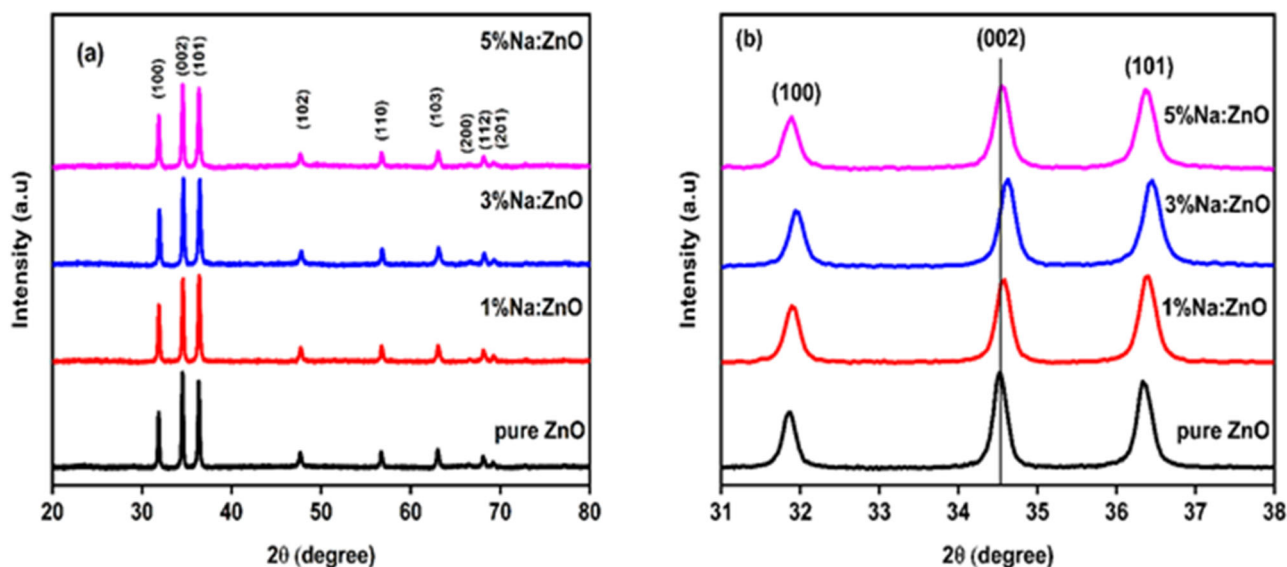 (a)
5%Na:ZnO
(100)
(002)
(101)
(102)
(110)
(103)
(200)
(112)
(201)
3%Na:ZnO
1%Na:ZnO
pure ZnO
Intensity (a.u)
20 30 40 50 60 70 80
2θ (degree)
(b)
(002)
(100)
(101)
5%Na:ZnO
3%Na:ZnO
1%Na:ZnO
pure ZnO
Intensity (a.u)
31 32 33 34 35 36 37 38
2θ (degree)